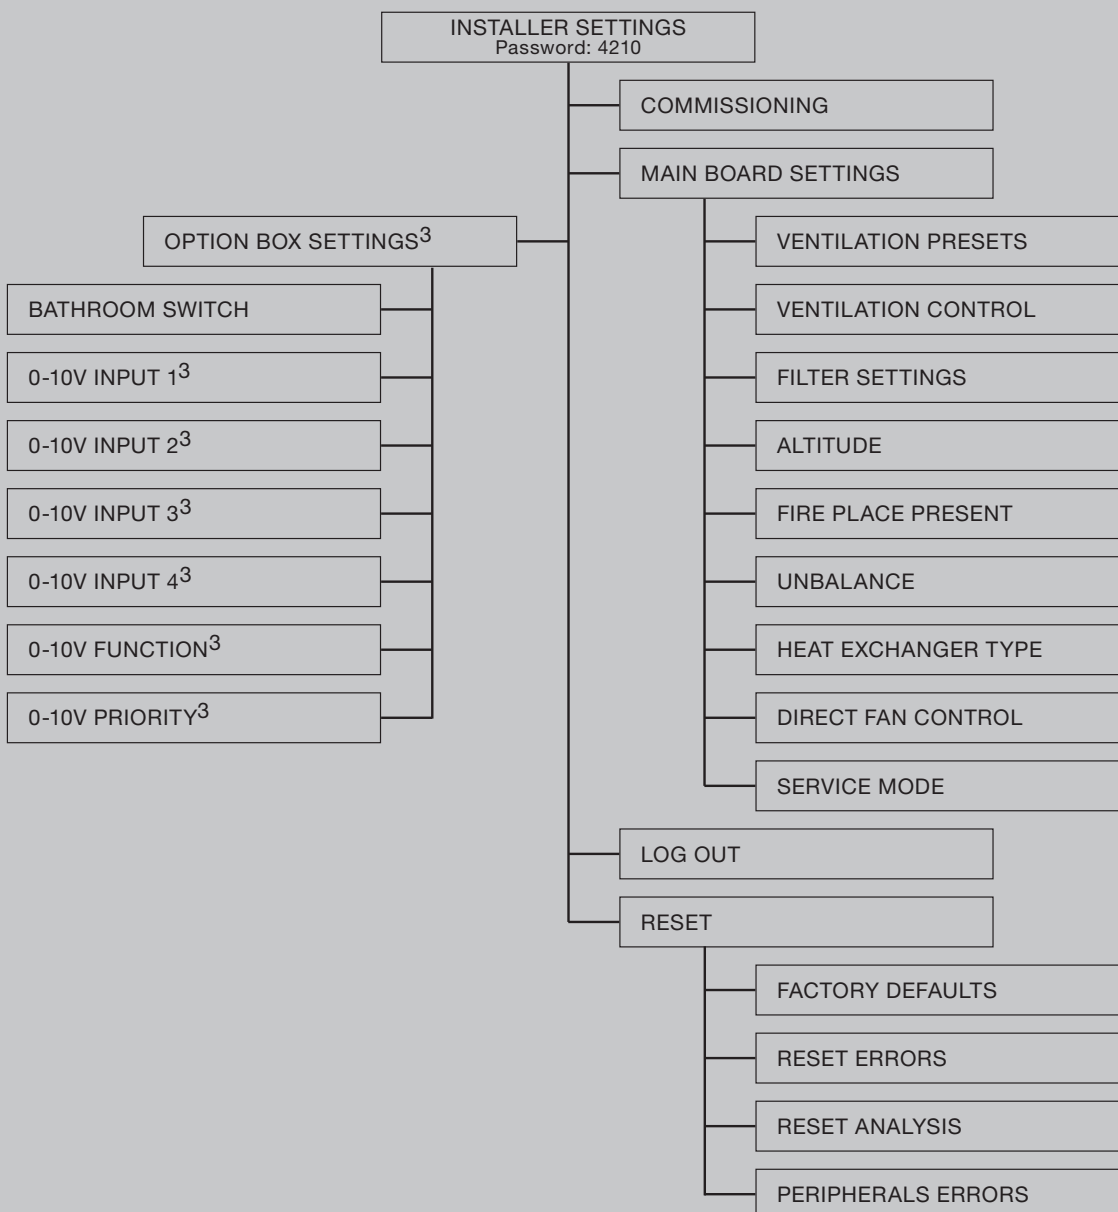 INSTALLER SETTINGS
Password: 4210
COMMISSIONING
MAIN BOARD SETTINGS
OPTION BOX SETTINGS3
BATHROOM SWITCH
0-10V INPUT 13
0-10V INPUT 23
0-10V INPUT 33
0-10V INPUT 43
0-10V FUNCTION3
0-10V PRIORITY3
VENTILATION PRESETS
VENTILATION CONTROL
FILTER SETTINGS
ALTITUDE
FIRE PLACE PRESENT
UNBALANCE
HEAT EXCHANGER TYPE
DIRECT FAN CONTROL
SERVICE MODE
LOG OUT
RESET
FACTORY DEFAULTS
RESET ERRORS
RESET ANALYSIS
PERIPHERALS ERRORS